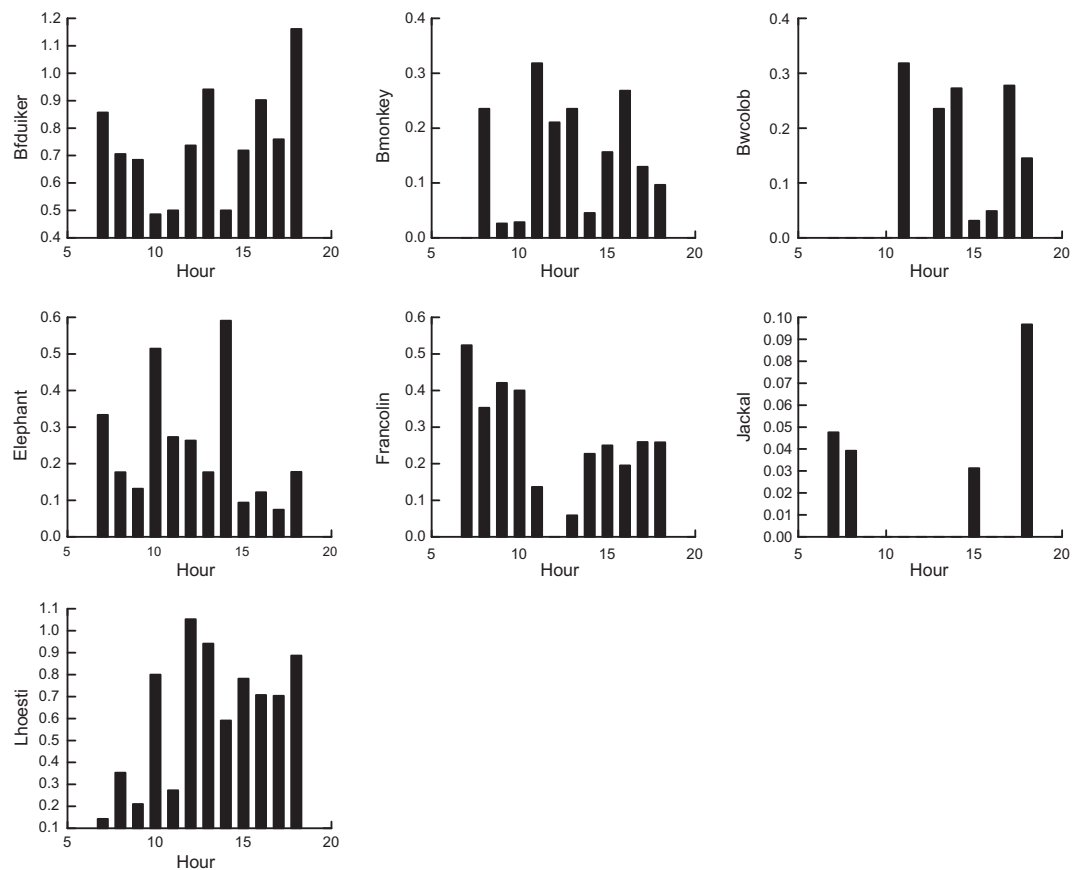 Bfduiker
1.2
1.1
1.0
0.9
0.8
0.7
0.6
0.5
0.4
5 10 15 20
Hour
Bmonkey
0.4
0.3
0.2
0.1
0.0
5 10 15 20
Hour
Bwcolob
0.4
0.3
0.2
0.1
0.0
5 10 15 20
Hour
Elephant
0.6
0.5
0.4
0.3
0.2
0.1
0.0
5 10 15 20
Hour
Francolin
0.6
0.5
0.4
0.3
0.2
0.1
0.0
5 10 15 20
Hour
Jackal
0.10
0.09
0.08
0.07
0.06
0.05
0.04
0.03
0.02
0.01
0.00
5 10 15 20
Hour
Lhoesti
1.1
1.0
0.9
0.8
0.7
0.6
0.5
0.4
0.3
0.2
0.1
5 10 15 20
Hour